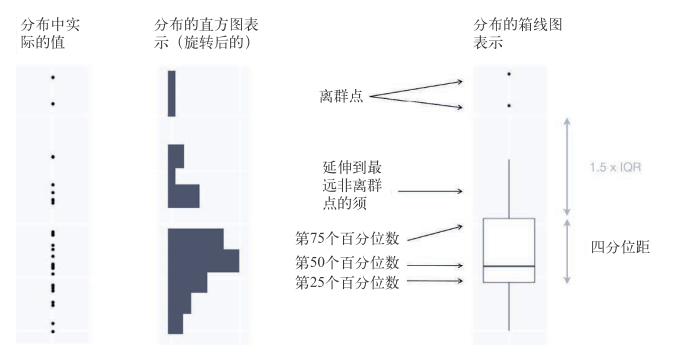 分布中实
际的值
分布的直方图表
示（旋转后的）
分布的箱线图
表示
离群点
1.5 x IQR
延伸到最
远非离群
点的须
第75个百分位数
第50个百分位数
第25个百分位数
四分位距